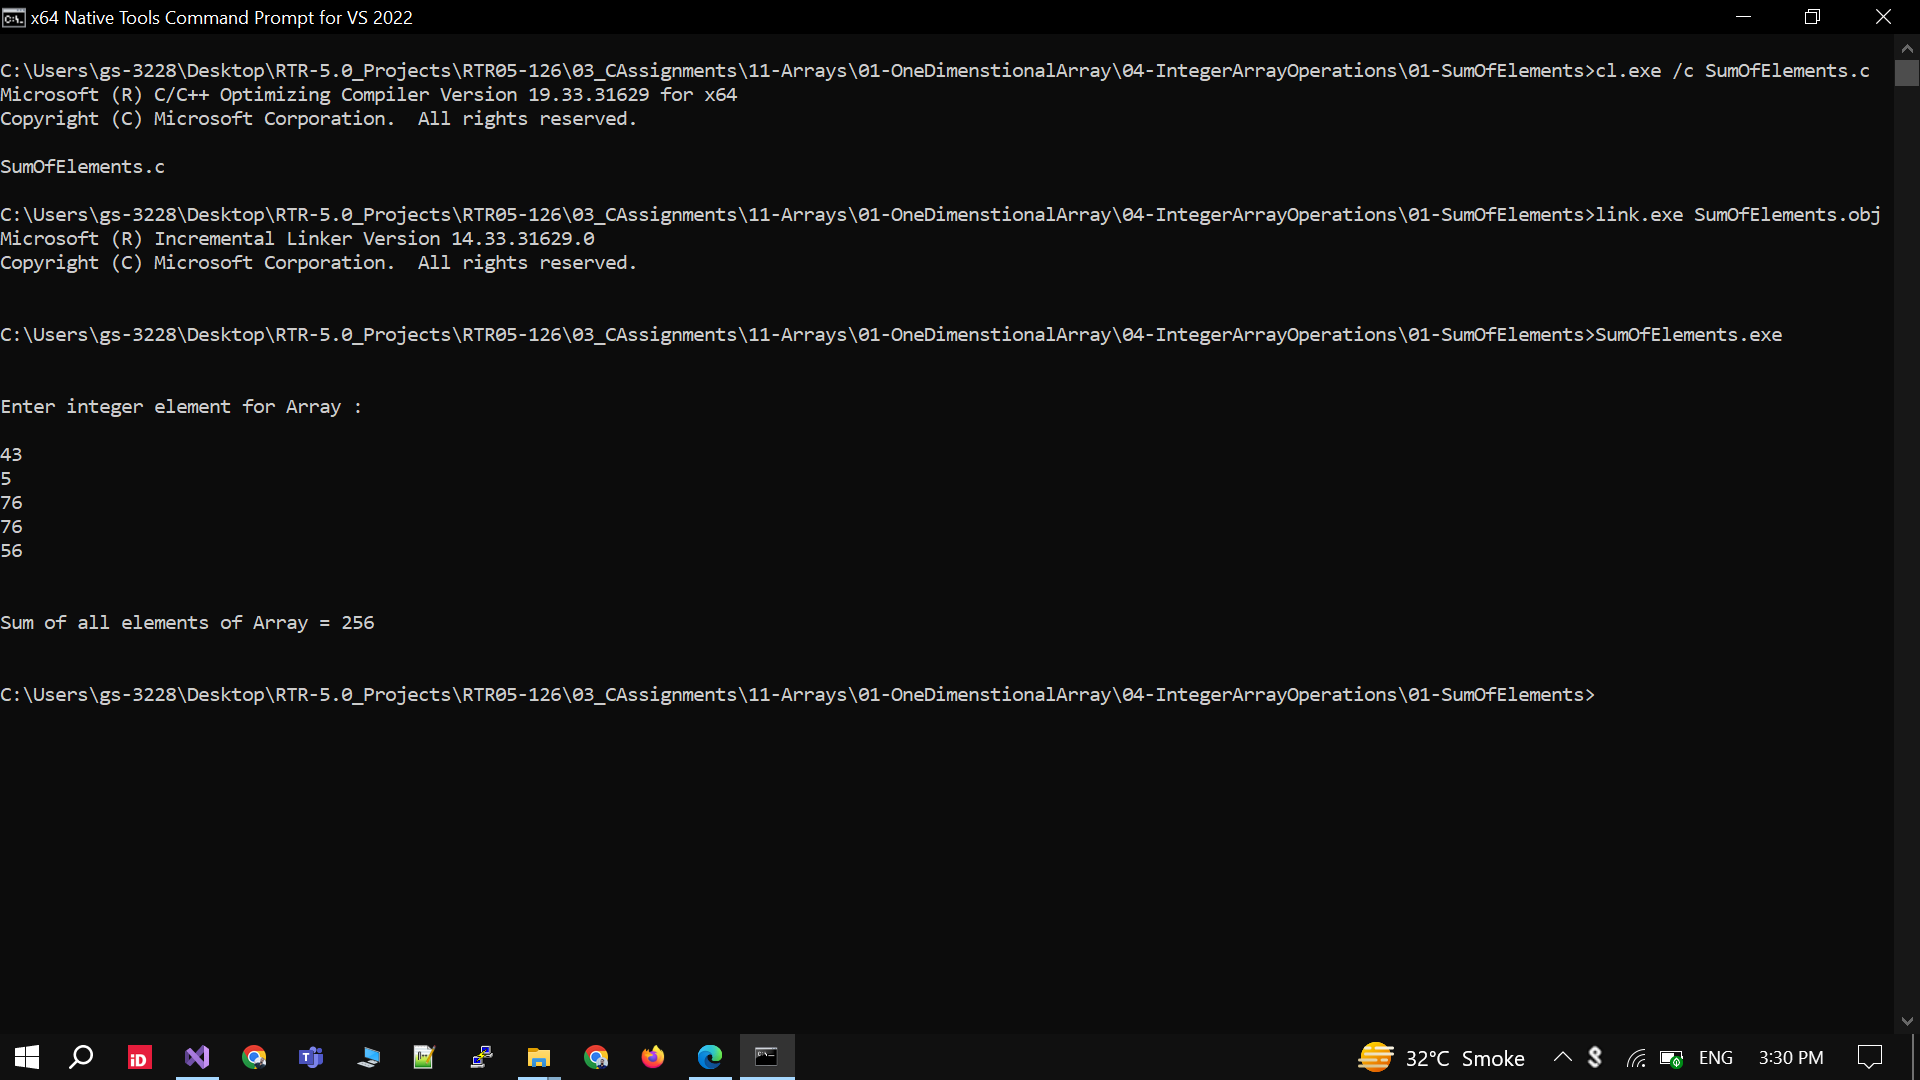 x64 Native Tools Command Prompt for VS 2022
C:\Users\gs-3228\Desktop\RTR-5.0_Projects\RTR05-126\03_CAssignments\11-Arrays\01-OneDimenstionalArray\04-IntegerArrayOperations\01-SumOfElements>cl.exe /c SumOfElements.c
Microsoft (R) C/C++ Optimizing Compiler Version 19.33.31629 for x64
Copyright (C) Microsoft Corporation.  All rights reserved.
SumOfElements.c
C:\Users\gs-3228\Desktop\RTR-5.0_Projects\RTR05-126\03_CAssignments\11-Arrays\01-OneDimenstionalArray\04-IntegerArrayOperations\01-SumOfElements>link.exe SumOfElements.obj
Microsoft (R) Incremental Linker Version 14.33.31629.0
Copyright (C) Microsoft Corporation.  All rights reserved.
C:\Users\gs-3228\Desktop\RTR-5.0_Projects\RTR05-126\03_CAssignments\11-Arrays\01-OneDimenstionalArray\04-IntegerArrayOperations\01-SumOfElements>SumOfElements.exe
Enter integer element for Array :
43
5
76
76
56
Sum of all elements of Array = 256
C:\Users\gs-3228\Desktop\RTR-5.0_Projects\RTR05-126\03_CAssignments\11-Arrays\01-OneDimenstionalArray\04-IntegerArrayOperations\01-SumOfElements>
iD
32°C Smoke ENG 3:30 PM